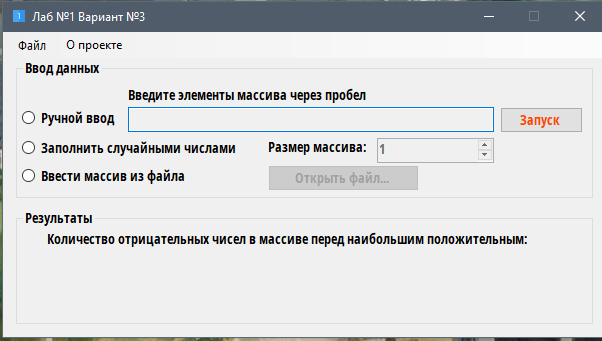 Лаб №1 Вариант №3
Файл О проекте
Ввод данных
Введите элементы массива через пробел
Ручной ввод Запуск
Заполнить случайными числами Размер массива: 1
Ввести массив из файла Открыть файл...
Результаты
Количество отрицательных чисел в массиве перед наибольшим положительным: